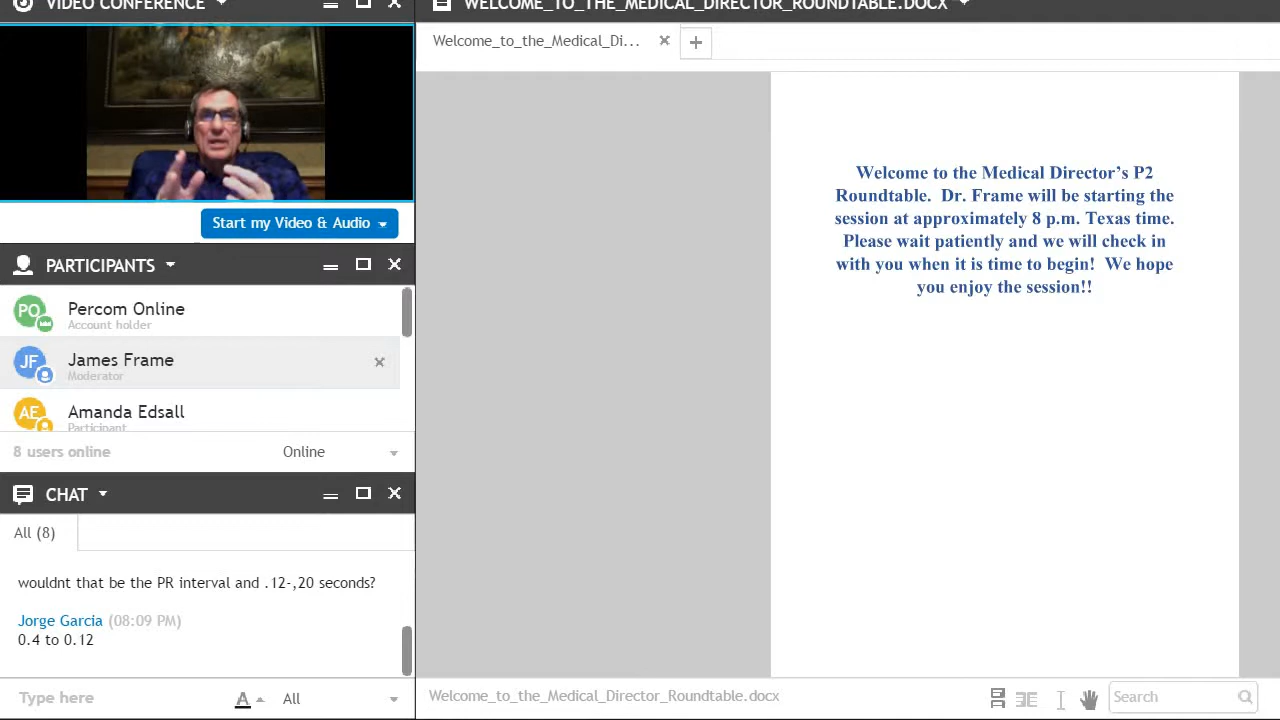 VIDEO CONFERENCE
WELCOME_TO_THE_MEDICAL_DIRECTOR_ROUNDTABLE.DOCX
Welcome_to_the_Medical_Di...
Start my Video & Audio
PARTICIPANTS
PO
Percom Online
Account holder
JF
James Frame
Moderator
AE
Amanda Edsall
Participant
8 users online
Online
CHAT
All (8)
wouldnt that be the PR interval and .12-,20 seconds?
Jorge Garcia (08:09 PM)
0.4 to 0.12
Type here
A
All
Welcome to the Medical Director’s P2
Roundtable. Dr. Frame will be starting the
session at approximately 8 p.m. Texas time.
Please wait patiently and we will check in
with you when it is time to begin! We hope
you enjoy the session!!
Welcome_to_the_Medical_Director_Roundtable.docx
Search